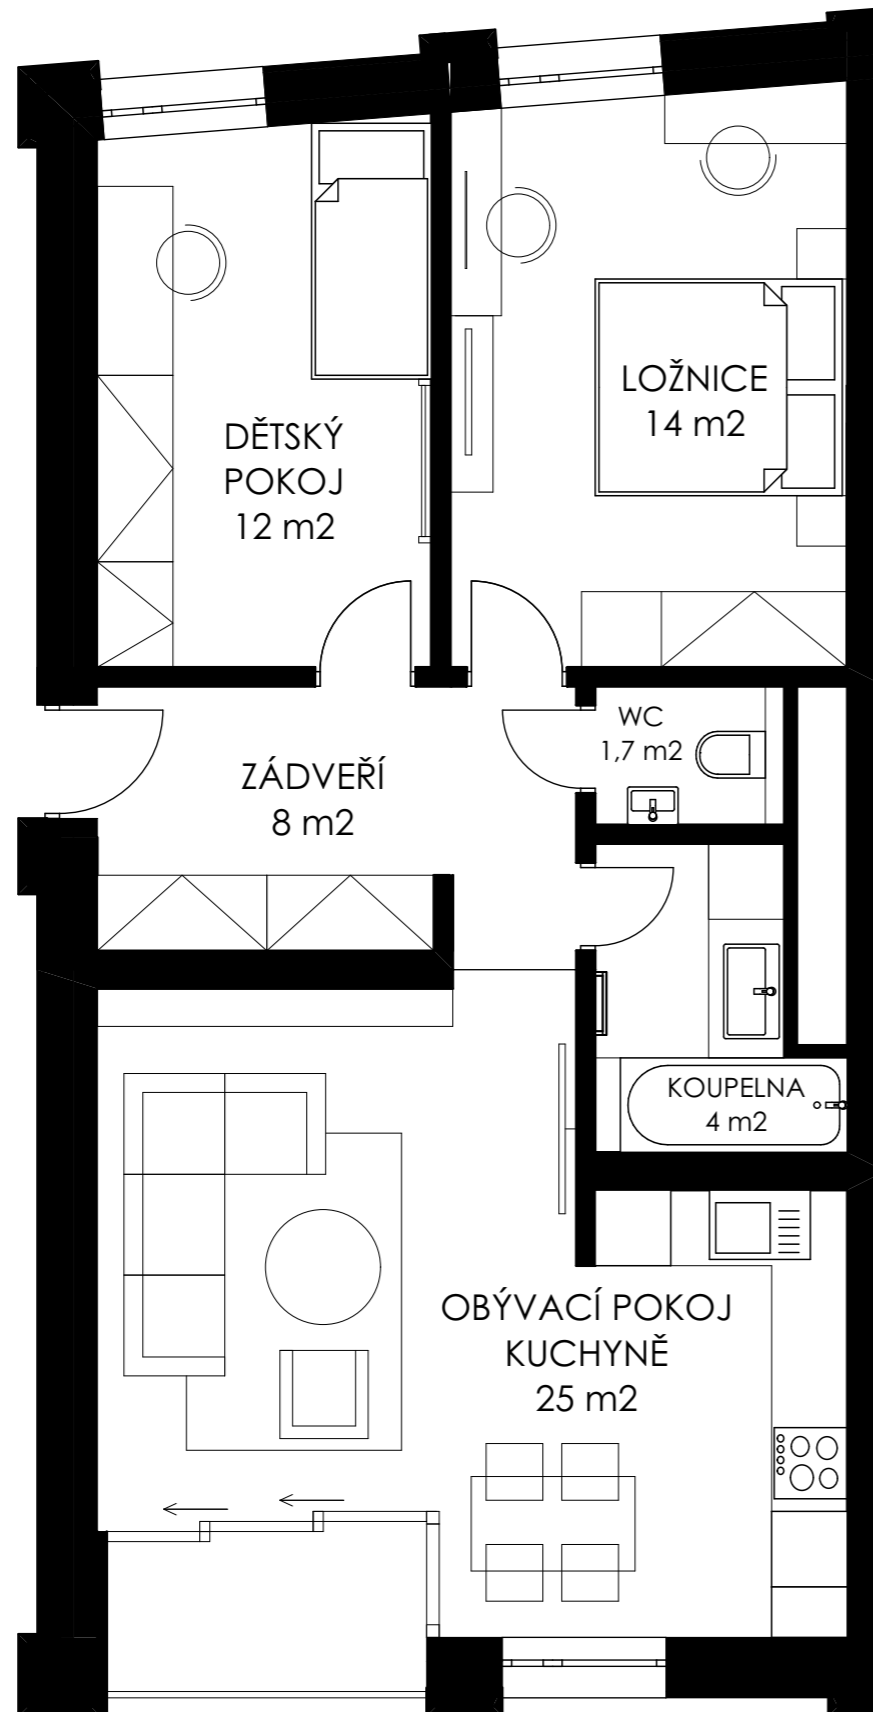 LOŽNICE
14 m2
DĚTSKÝ
POKOJ
12 m2
WC
1,7 m2
ZÁDVEŘÍ
8 m2
KOUPELNA
4 m2
OBÝVACÍ POKOJ
KUCHYNĚ
25 m2